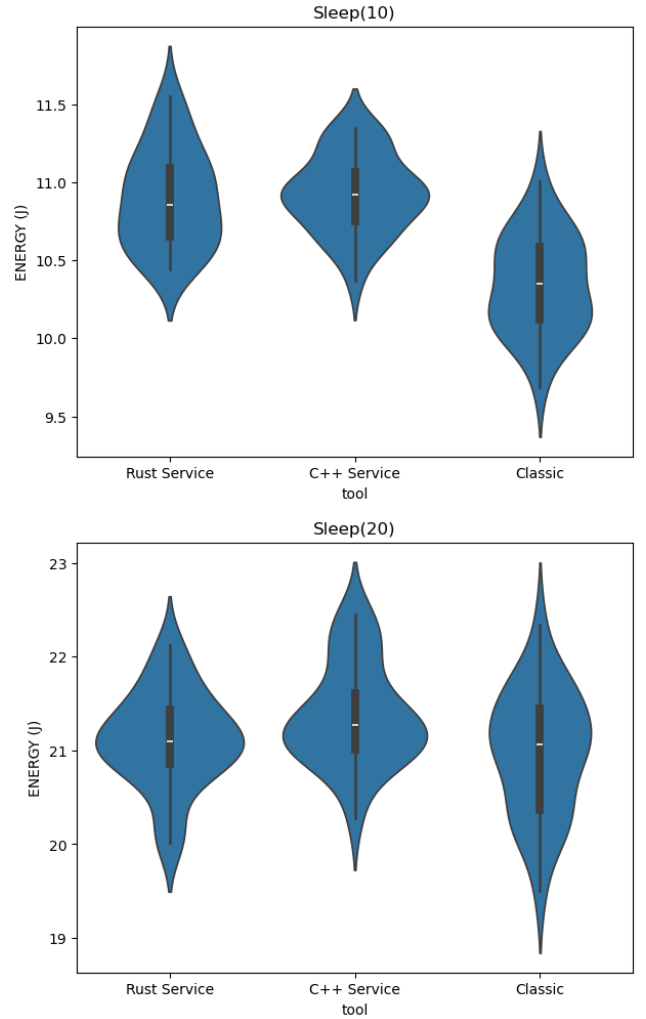 Sleep(10)
11.5
11.0
10.5
10.0
9.5
ENERGY (J)
Rust Service C++ Service Classic
tool
Sleep(20)
23
22
21
20
19
ENERGY (J)
Rust Service C++ Service Classic
tool